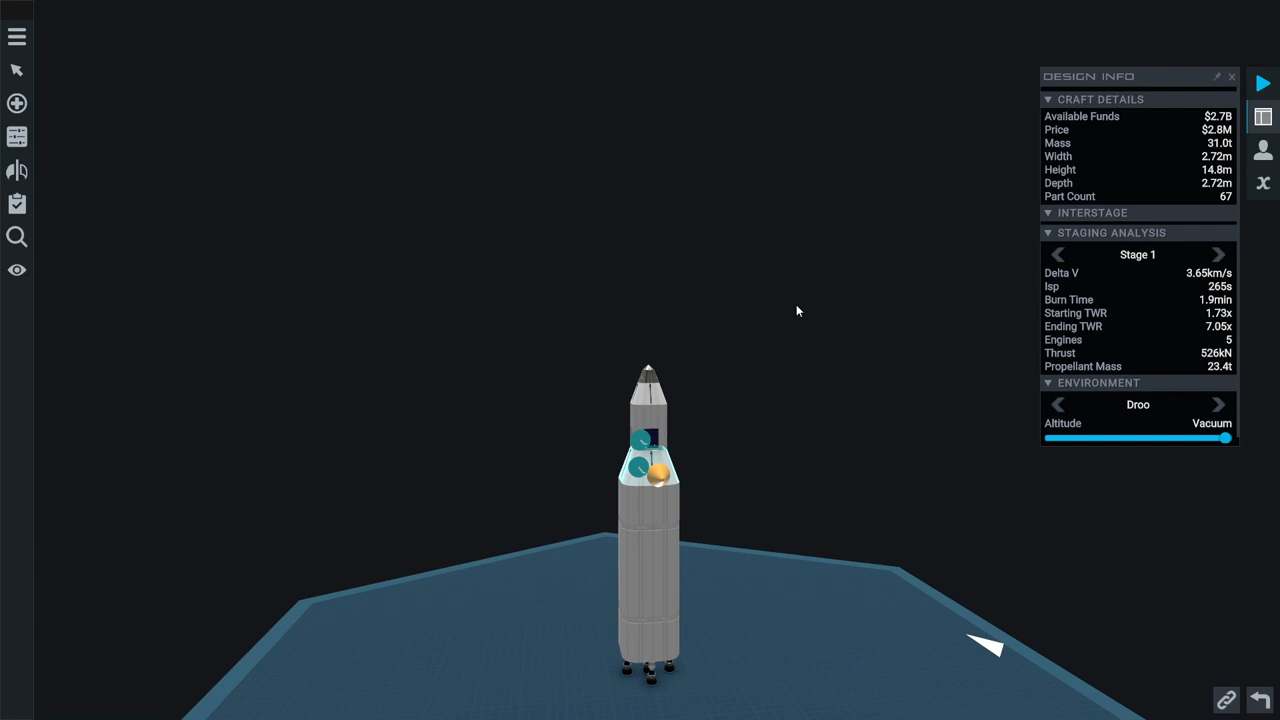 DESIGN INFO
CRAFT DETAILS
Available Funds $2.7B
Price $2.8M
Mass 31.0t
Width 2.72m
Height 14.8m
Depth 2.72m
Part Count 67
INTERSTAGE
STAGING ANALYSIS
Stage 1
Delta V 3.65km/s
Isp 265s
Burn Time 1.9min
Starting TWR 1.73x
Ending TWR 7.05x
Engines 5
Thrust 526kN
Propellant Mass 23.4t
ENVIRONMENT
Droo
Altitude Vacuum